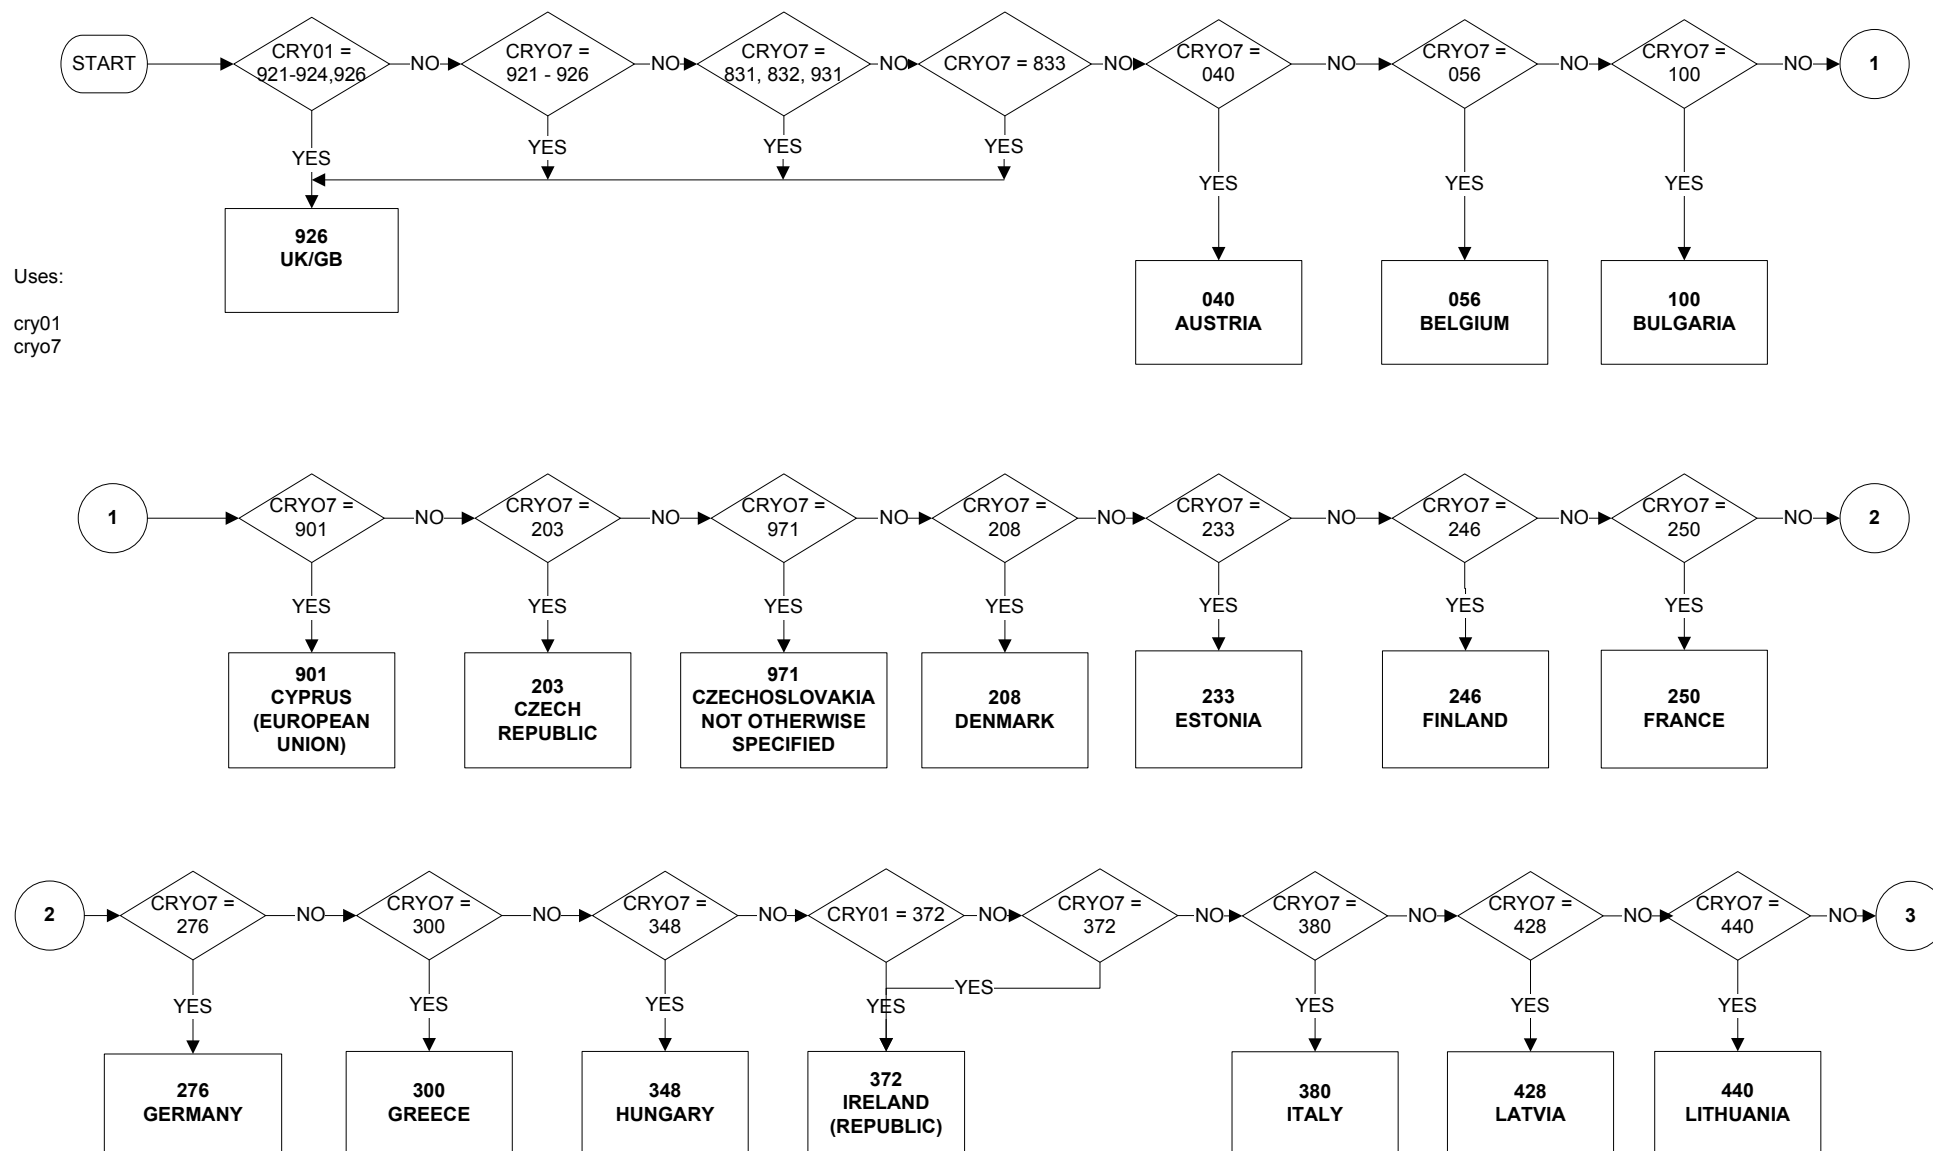 START
CRY01 =
921-924,926
NO
CRYO7 =
921 - 926
NO
CRYO7 =
831, 832, 931
NO
CRYO7 = 833
NO
CRYO7 =
040
NO
CRYO7 =
056
NO
CRYO7 =
100
NO
1
YES
YES
YES
YES
YES
YES
YES
926
UK/GB
Uses:
cry01
cryo7
040
AUSTRIA
056
BELGIUM
100
BULGARIA
1
CRYO7 =
901
NO
CRYO7 =
203
NO
CRYO7 =
971
NO
CRYO7 =
208
NO
CRYO7 =
233
NO
CRYO7 =
246
NO
CRYO7 =
250
NO
2
YES
YES
YES
YES
YES
YES
YES
901
CYPRUS
(EUROPEAN
UNION)
203
CZECH
REPUBLIC
971
CZECHOSLOVAKIA
NOT OTHERWISE
SPECIFIED
208
DENMARK
233
ESTONIA
246
FINLAND
250
FRANCE
2
CRYO7 =
276
NO
CRYO7 =
300
NO
CRYO7 =
348
NO
CRY01 = 372
NO
CRYO7 =
372
NO
CRYO7 =
380
NO
CRYO7 =
428
NO
CRYO7 =
440
NO
3
YES
YES
YES
YES
YES
YES
YES
YES
276
GERMANY
300
GREECE
348
HUNGARY
372
IRELAND
(REPUBLIC)
380
ITALY
428
LATVIA
440
LITHUANIA